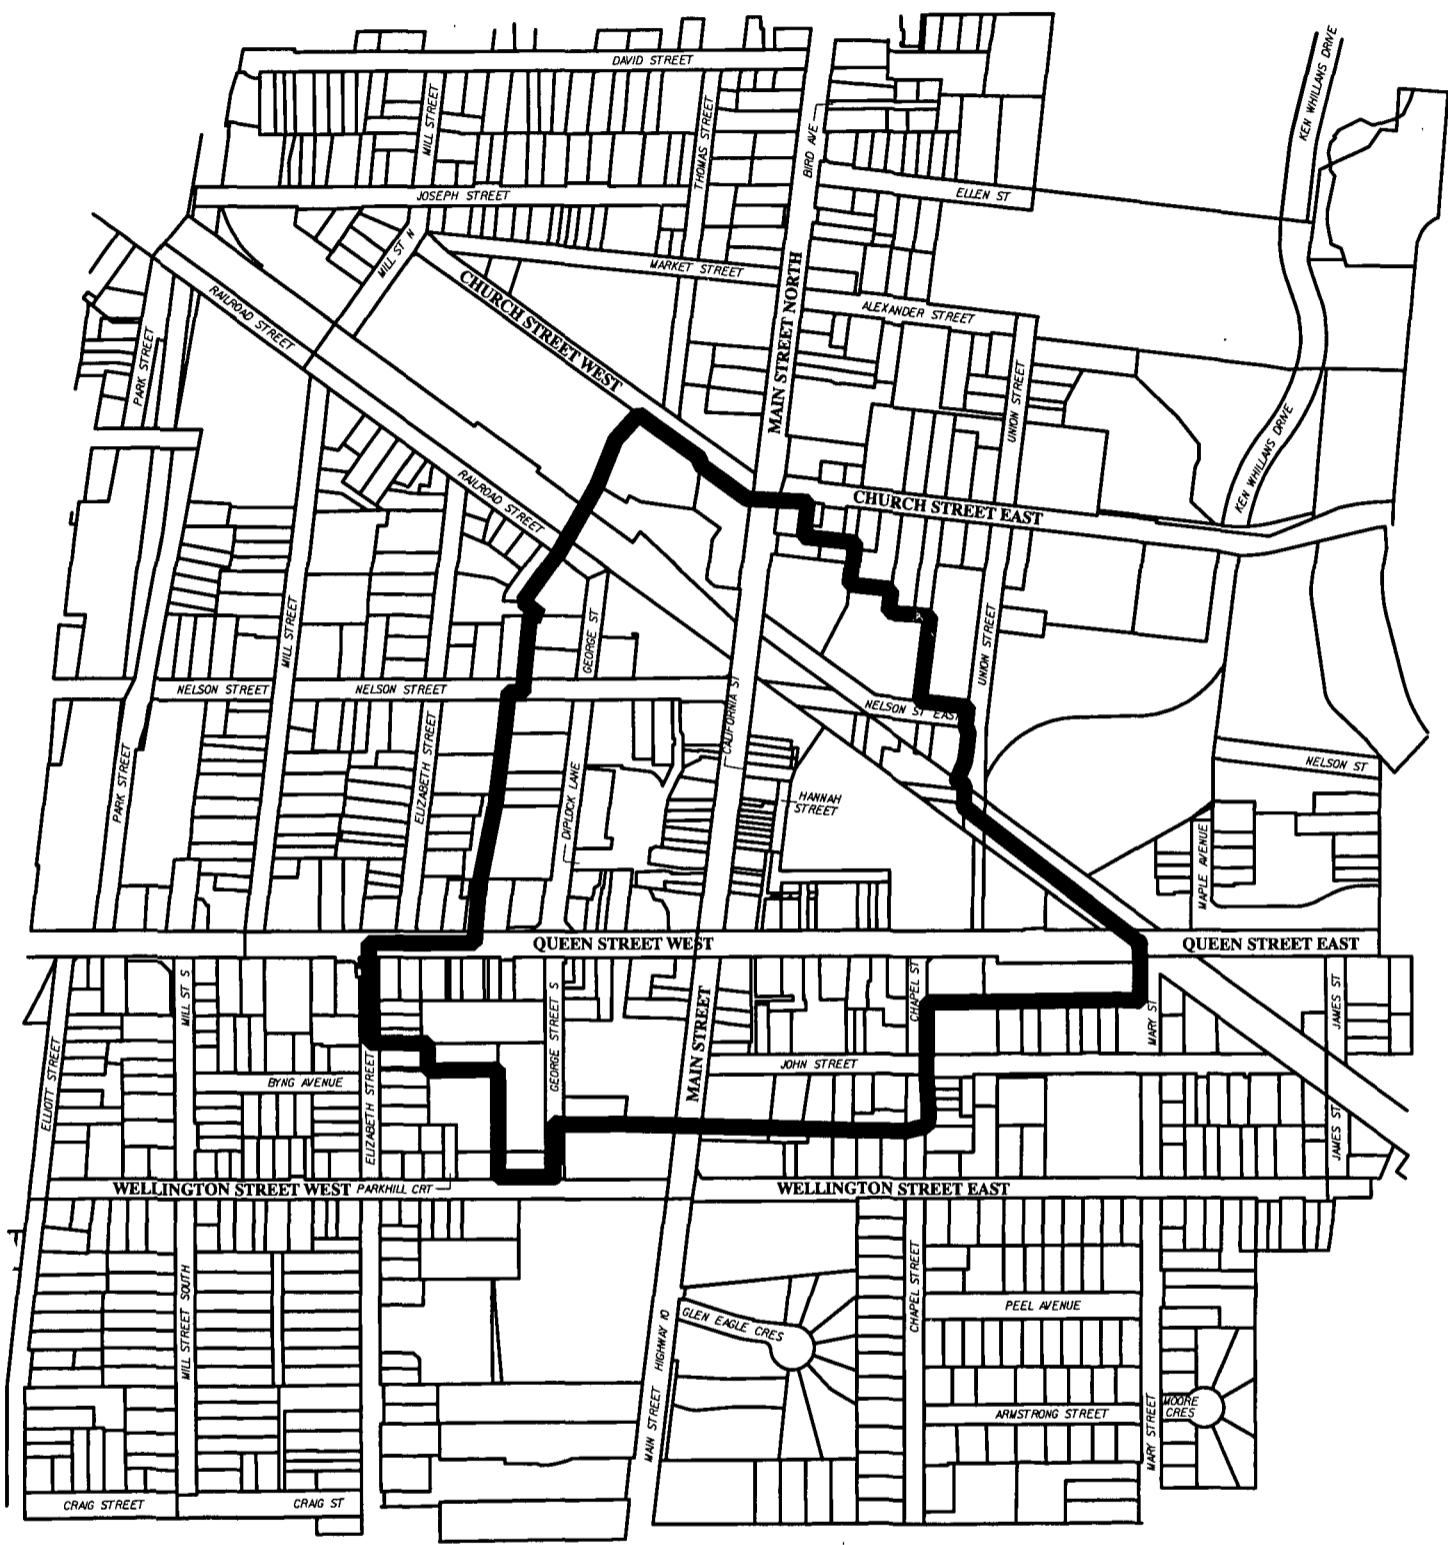 DAVID STREET
KEN WHILLANS DRIVE
MILL STREET
THOMAS STREET
BIRD AVE
JOSEPH STREET
ELLEN ST
MILL ST N
MARKET STREET
CHURCH STREET WEST
MAIN STREET NORTH
RAILROAD STREET
ALEXANDER STREET
PARK STREET
UNION STREET
KEN WHILLANS DRIVE
RAILROAD STREET
CHURCH STREET EAST
MILL STREET
GEORGE ST
UNION STREET
NELSON STREET
NELSON STREET
CALIFORNIA ST
NELSON ST EAST
PARK STREET
ELIZABETH STREET
DIPLOCK LANE
HANNAH
STREET
NELSON ST
MAPLE AVENUE
QUEEN STREET WEST
QUEEN STREET EAST
MILL ST S
GEORGE STREET S
MAIN STREET
CHAPEL ST
MARY ST
JAMES ST
ELLIOTT STREET
BYNG AVENUE
ELIZABETH STREET
JOHN STREET
JAMES ST
WELLINGTON STREET WEST
PARKHILL CRT
WELLINGTON STREET EAST
MILL STREET SOUTH
GLEN EAGLE CRES
CHAPEL STREET
PEEL AVENUE
MAIN STREET HIGHWAY 10
ARMSTRONG STREET
MARY STREET
MOORE
CRES
CRAIG STREET
CRAIG ST